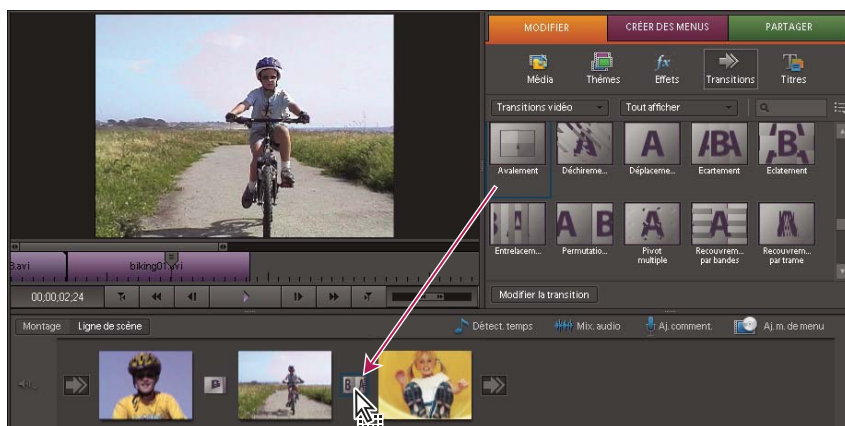 MODIFIER
CRÉER DES MENUS
PARTAGER
Média
Thèmes
Effets
Transitions
Titres
Transitions vidéo
Tout afficher
Avalement
Déchireme...
Déplaceme...
Ecartement
Eclatement
Entrelacem...
Permutatio...
Pivot
multiple
Recouvrem...
par bandes
Recouvrem...
par trame
8.avi
biking01.avi
00;00;02;24
Modifier la transition
Montage
Ligne de scène
Détect. temps
Mix. audio
Aj. comment.
Aj. m. de menu
B
B A